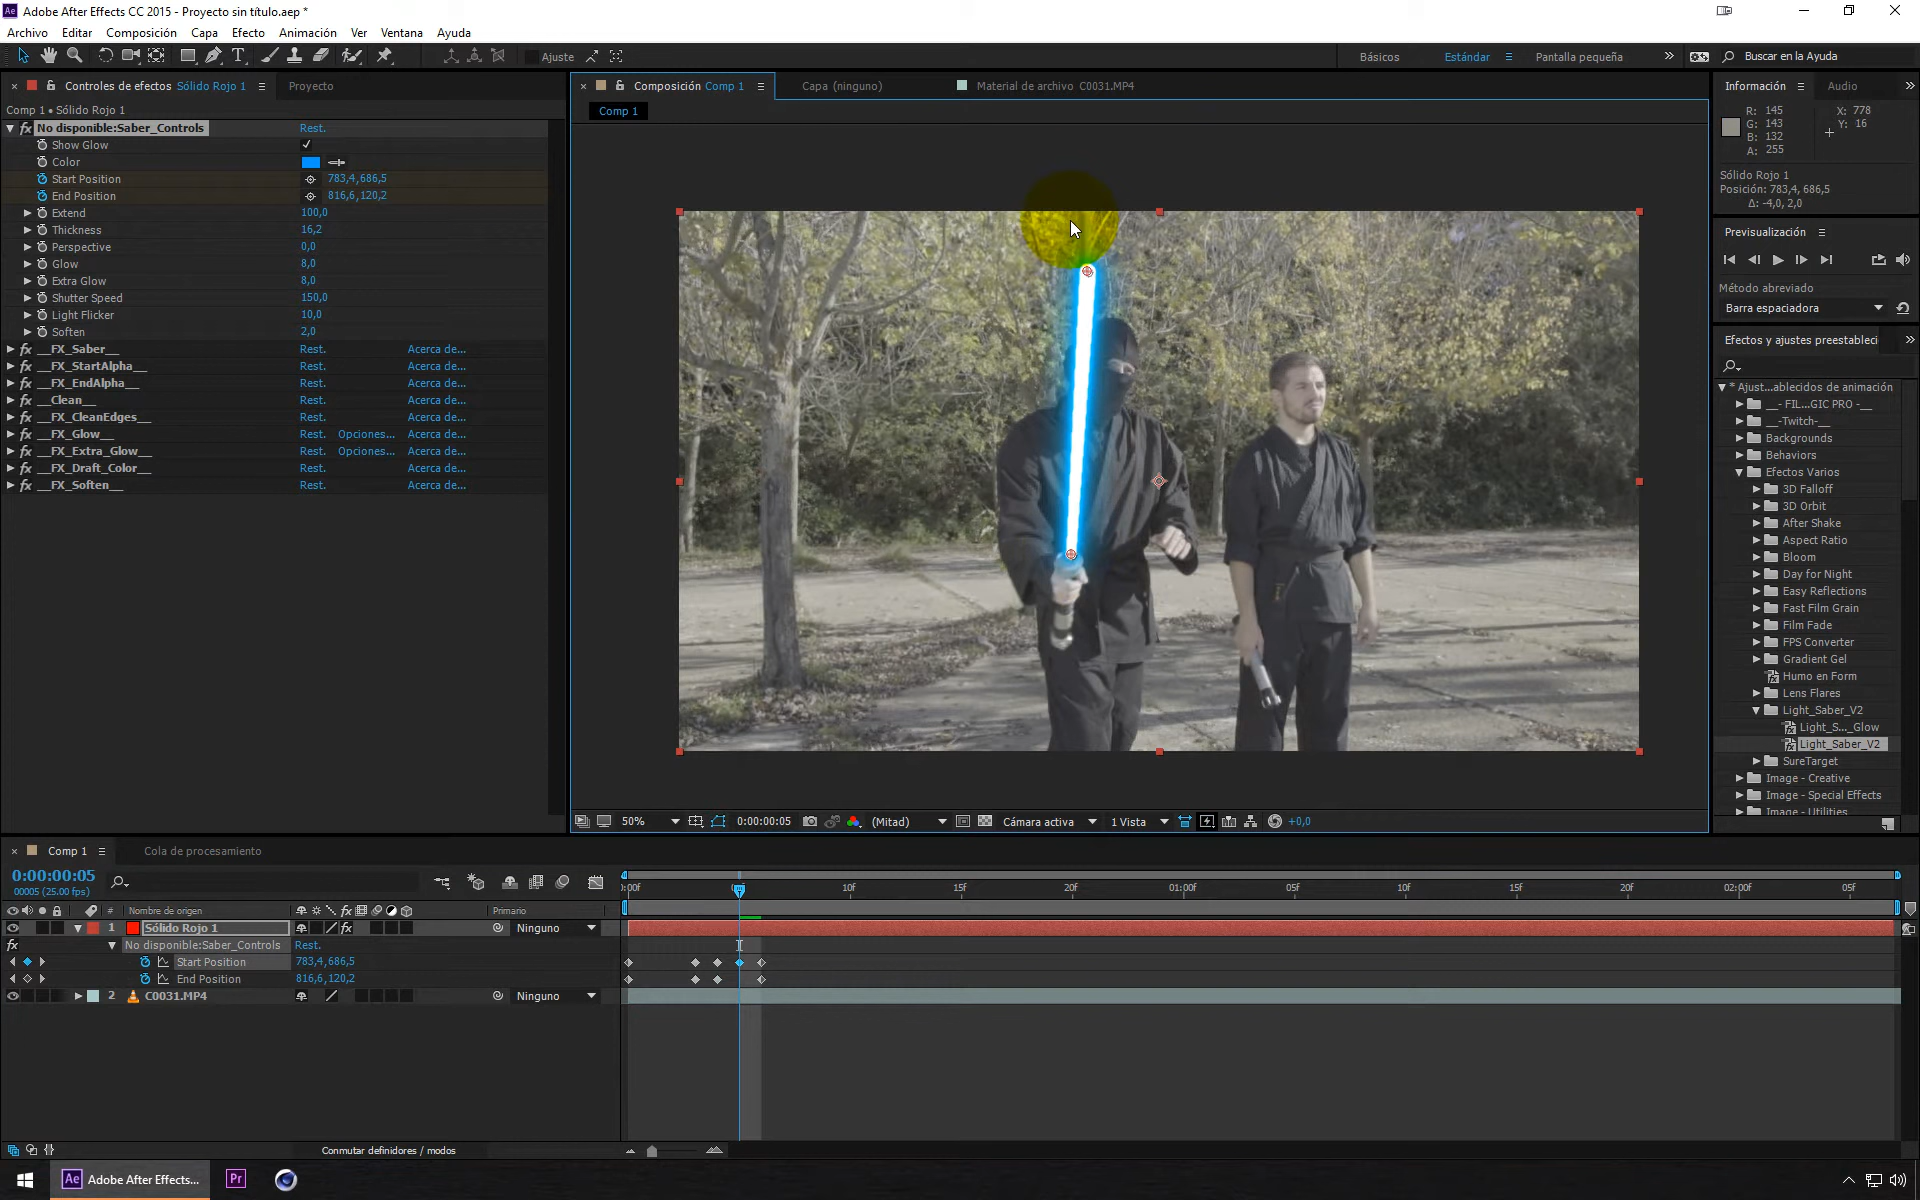 Adobe After Effects CC 2015 - Proyecto sin título.aep *
Archivo Editar Composición Capa Efecto Animación Ver Ventana Ayuda
Ajuste Básicos Estándar Pantalla pequeña Buscar en la Ayuda
Controles de efectos Sólido Rojo 1 Proyecto
Comp 1 • Sólido Rojo 1
No disponible:Saber_Controls Rest.
Show Glow
Color
Start Position 783,4, 686,5
End Position 816,6, 120,2
Extend 100,0
Thickness 16,2
Perspective 0,0
Glow 8,0
Extra Glow 8,0
Shutter Speed 150,0
Light Flicker 10,0
Soften 2,0
__FX_Saber__ Rest. Acerca de...
__FX_StartAlpha__ Rest. Acerca de...
__FX_EndAlpha__ Rest. Acerca de...
__Clean__ Rest. Acerca de...
__FX_CleanEdges__ Rest. Acerca de...
__FX_Glow__ Rest. Opciones... Acerca de...
__FX_Extra_Glow__ Rest. Opciones... Acerca de...
__FX_Draft_Color__ Rest. Acerca de...
__FX_Soften__ Rest. Acerca de...
Composición Comp 1 Capa (ninguno) Material de archivo C0031.MP4
Comp 1
50% 0:00:00:05 (Mitad) Cámara activa 1 Vista +0,0
Información Audio
R: 145 X: 778
G: 143 Y: 16
B: 132
A: 255
Sólido Rojo 1
Posición: 783,4, 686,5
Δ: -4,0, 2,0
Previsualización
Método abreviado
Barra espaciadora
Efectos y ajustes preestableci
* Ajust...ablecidos de animación
__- FIL...GIC PRO -__
__-Twitch-__
Backgrounds
Behaviors
Efectos Varios
3D Falloff
3D Orbit
After Shake
Aspect Ratio
Bloom
Day for Night
Easy Reflections
Fast Film Grain
Film Fade
FPS Converter
Gradient Gel
Humo en Form
Lens Flares
Light_Saber_V2
Light_S..._Glow
Light_Saber_V2
SureTarget
Image - Creative
Image - Special Effects
Image - Utilities
Comp 1 Cola de procesamiento
0:00:00:05
00005 (25.00 fps)
10f 15f 20f 01:00f 05f 10f 15f 20f 02:00f 05f
# Nombre de origen Primario
1 Sólido Rojo 1 Ninguno
No disponible:Saber_Controls Rest.
Start Position 783,4, 686,5
End Position 816,6, 120,2
2 C0031.MP4 Ninguno
Conmutar definidores / modos
Adobe After Effects...